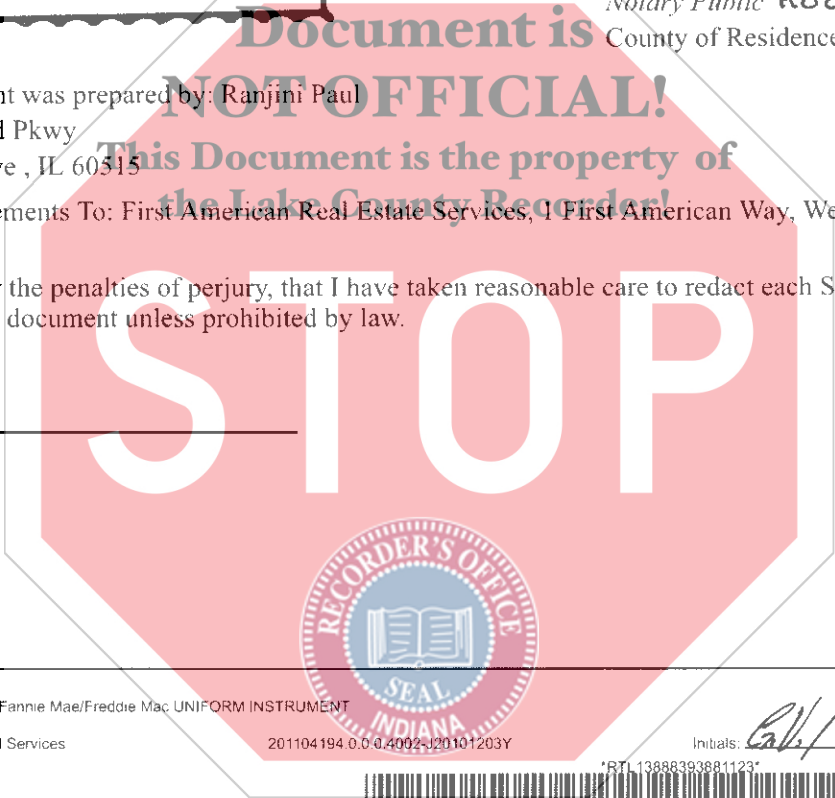 Document is
Notary Public
County of Residence
NOT OFFICIAL!
nt was prepared by: Ranjini Paul
d Pkwy
This Document is the property of
ve , IL 60515
the Lake County Recorder!
ements To: First American Real Estate Services, 1 First American Way, We
the penalties of perjury, that I have taken reasonable care to redact each S
document unless prohibited by law.
STOP
RECORDER'S OFFICE
SEAL
INDIANA
Fannie Mae/Freddie Mac UNIFORM INSTRUMENT
Services
201104194.0.0.0.4002-J20101203Y
Initials:
*RTL13888393881123*